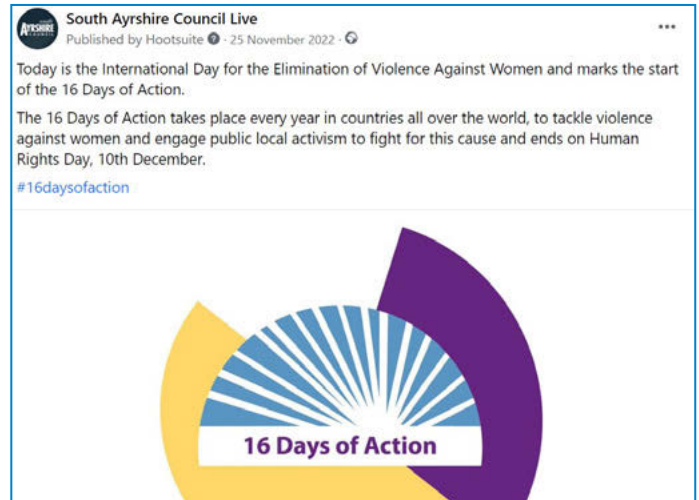 South Ayrshire Council Live
Published by Hootsuite · 25 November 2022 ·
Today is the International Day for the Elimination of Violence Against Women and marks the start
of the 16 Days of Action.
The 16 Days of Action takes place every year in countries all over the world, to tackle violence
against women and engage public local activism to fight for this cause and ends on Human
Rights Day, 10th December.
#16daysofaction
16 Days of Action